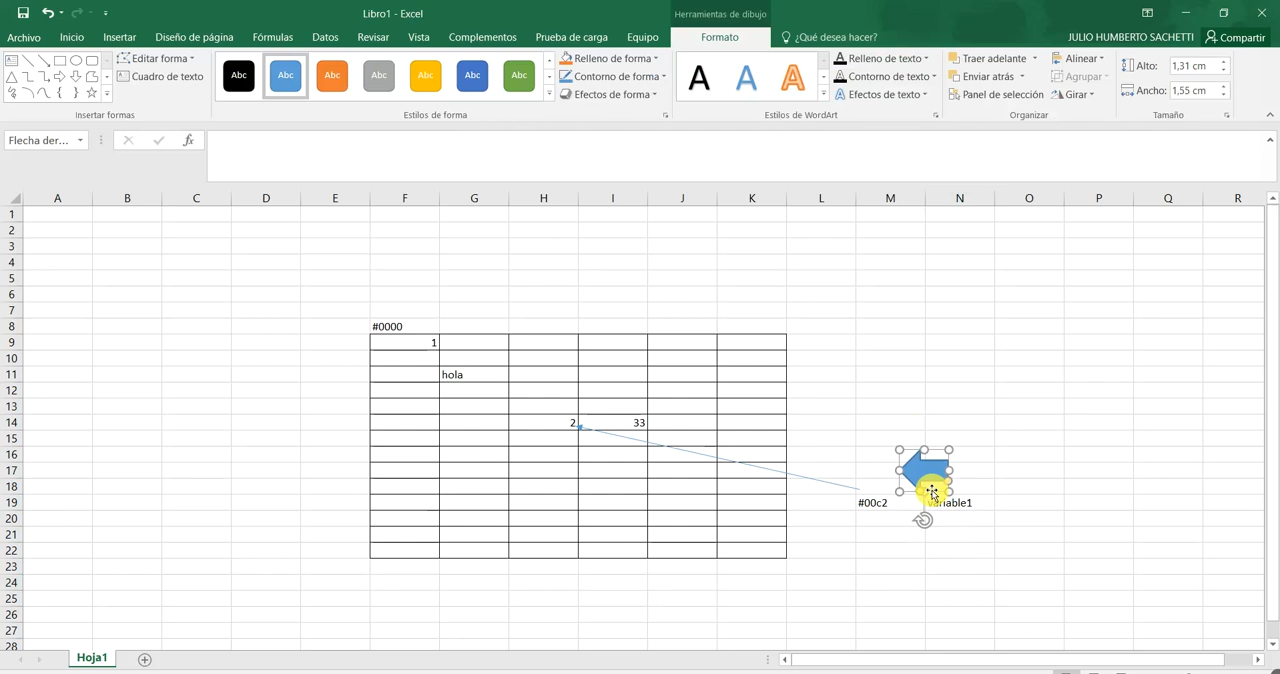 Libro1 - Excel
Herramientas de dibujo
Archivo Inicio Insertar Diseño de página Fórmulas Datos Revisar Vista Complementos Prueba de carga Equipo Formato ¿Qué desea hacer? JULIO HUMBERTO SACHETTI Compartir
Editar forma
Cuadro de texto
Insertar formas
Abc Abc Abc Abc Abc Abc Abc
Relleno de forma
Contorno de forma
Efectos de forma
Estilos de forma
A A A
Relleno de texto
Contorno de texto
Efectos de texto
Estilos de WordArt
Traer adelante Alinear
Enviar atrás Agrupar
Panel de selección Girar
Organizar
Alto: 1,31 cm
Ancho: 1,55 cm
Tamaño
Flecha der... fx
A B C D E F G H I J K L M N O P Q R
1
2
3
4
5
6
7
8 #0000
9 1
10
11 hola
12
13
14 2 33
15
16
17
18
19 #00c2 variable1
20
21
22
23
24
25
26
27
28
Hoja1